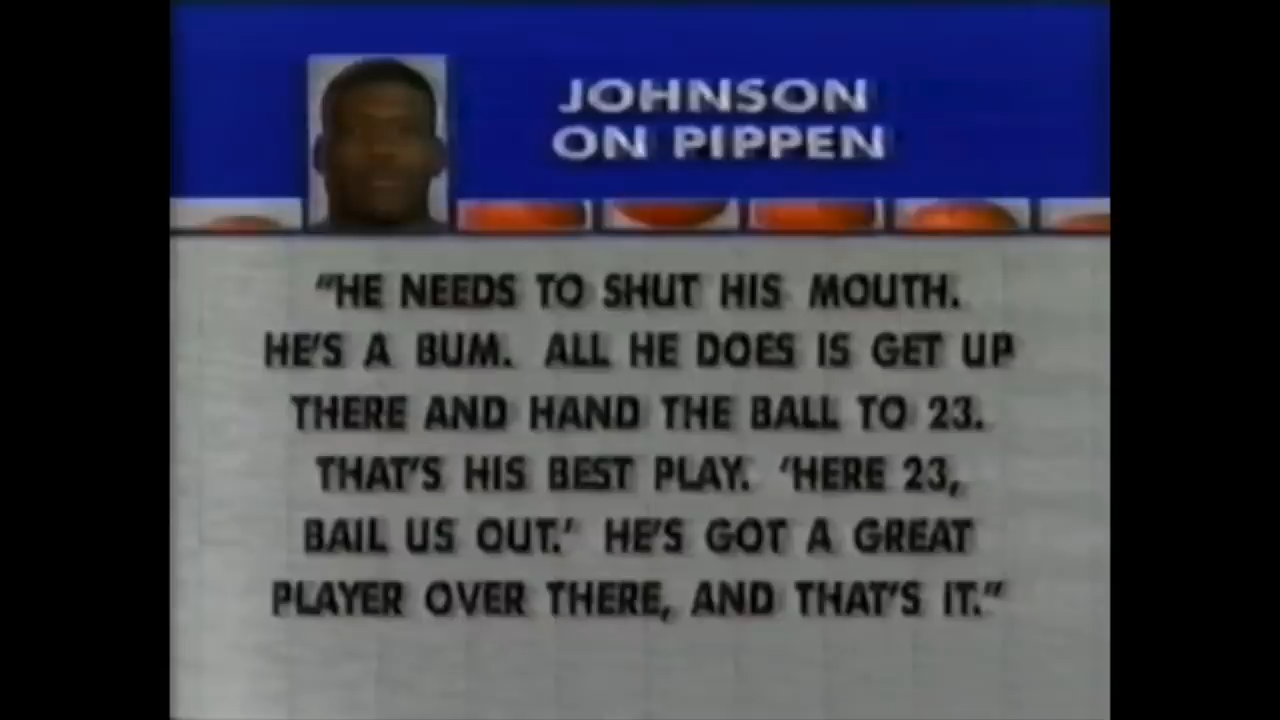 JOHNSON
ON PIPPEN
"HE NEEDS TO SHUT HIS MOUTH.
HE'S A BUM. ALL HE DOES IS GET UP
THERE AND HAND THE BALL TO 23.
THAT'S HIS BEST PLAY. 'HERE 23,
BAIL US OUT.' HE'S GOT A GREAT
PLAYER OVER THERE, AND THAT'S IT."